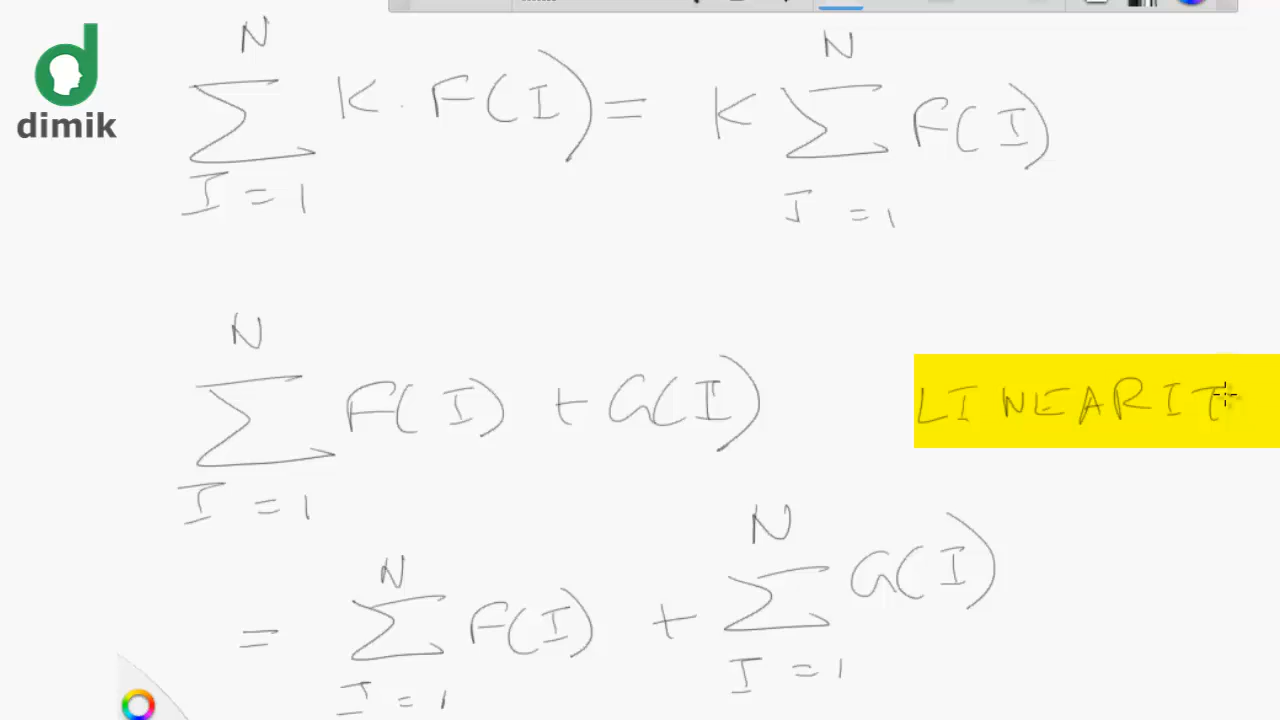 dimik
N N
∑ K · F(I) = K ∑ F(I)
I = 1 I = 1
N
∑ F(I) + G(I) LINEARIT
I = 1
N N
= ∑ F(I) + ∑ G(I)
I = 1 I = 1